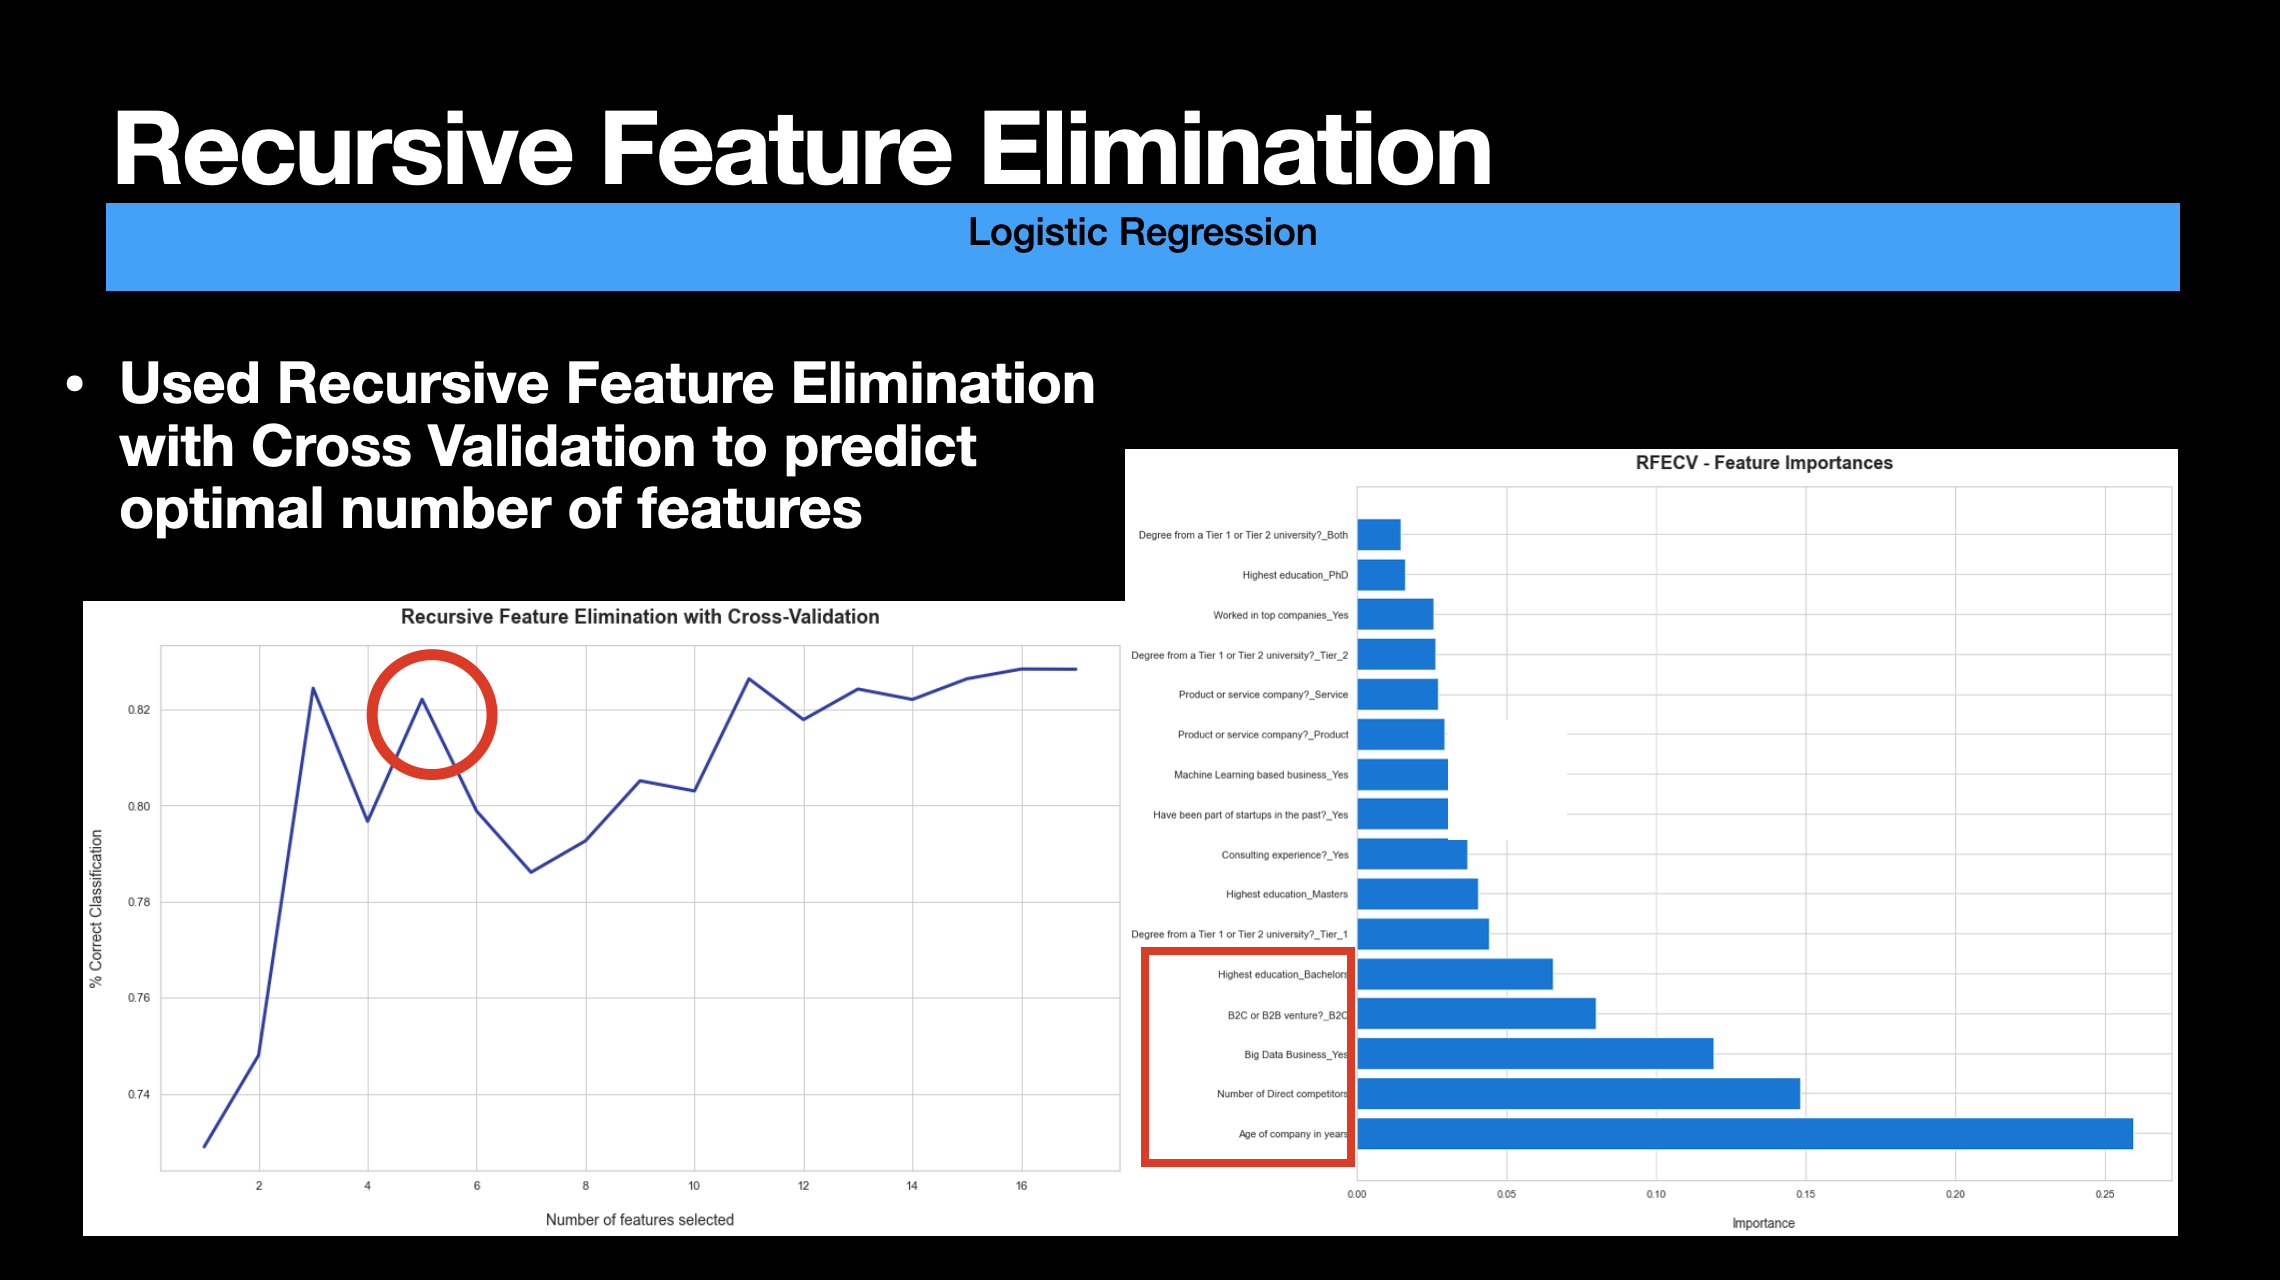 Recursive Feature Elimination
Logistic Regression
• Used Recursive Feature Elimination
with Cross Validation to predict
optimal number of features
Recursive Feature Elimination with Cross-Validation
% Correct Classification
0.82
0.80
0.78
0.76
0.74
2 4 6 8 10 12 14 16
Number of features selected
RFECV - Feature Importances
Degree from a Tier 1 or Tier 2 university?_Both
Highest education_PhD
Worked in top companies_Yes
Degree from a Tier 1 or Tier 2 university?_Tier_2
Product or service company?_Service
Product or service company?_Product
Machine Learning based business_Yes
Have been part of startups in the past?_Yes
Consulting experience?_Yes
Highest education_Masters
Degree from a Tier 1 or Tier 2 university?_Tier_1
Highest education_Bachelors
B2C or B2B venture?_B2C
Big Data Business_Yes
Number of Direct competitors
Age of company in years
0.00 0.05 0.10 0.15 0.20 0.25
Importance